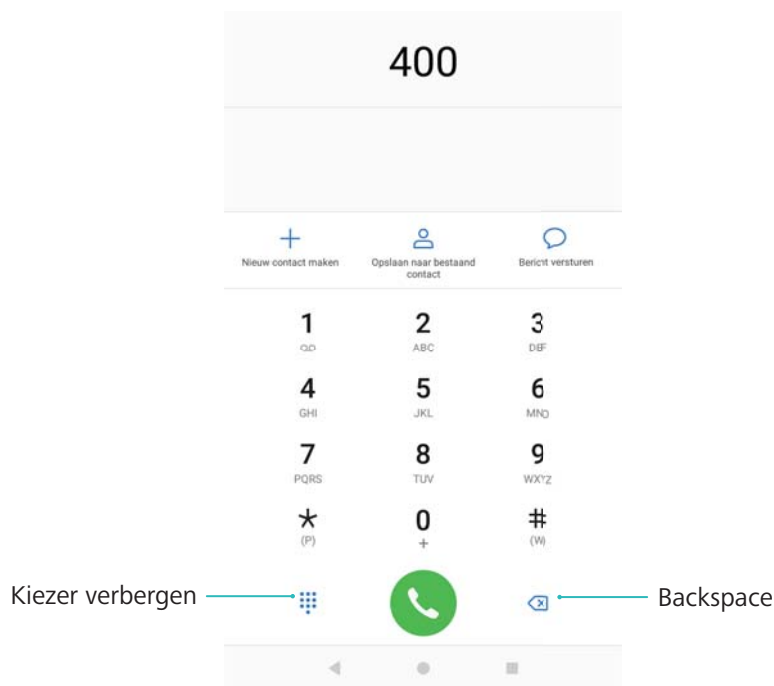 400
Nieuw contact maken
Opslaan naar bestaand
contact
Bericht versturen
1 2 3
ABC DEF
4 5 6
GHI JKL MNO
7 8 9
PQRS TUV WXYZ
* 0 #
(P) + (W)
Kiezer verbergen
Backspace